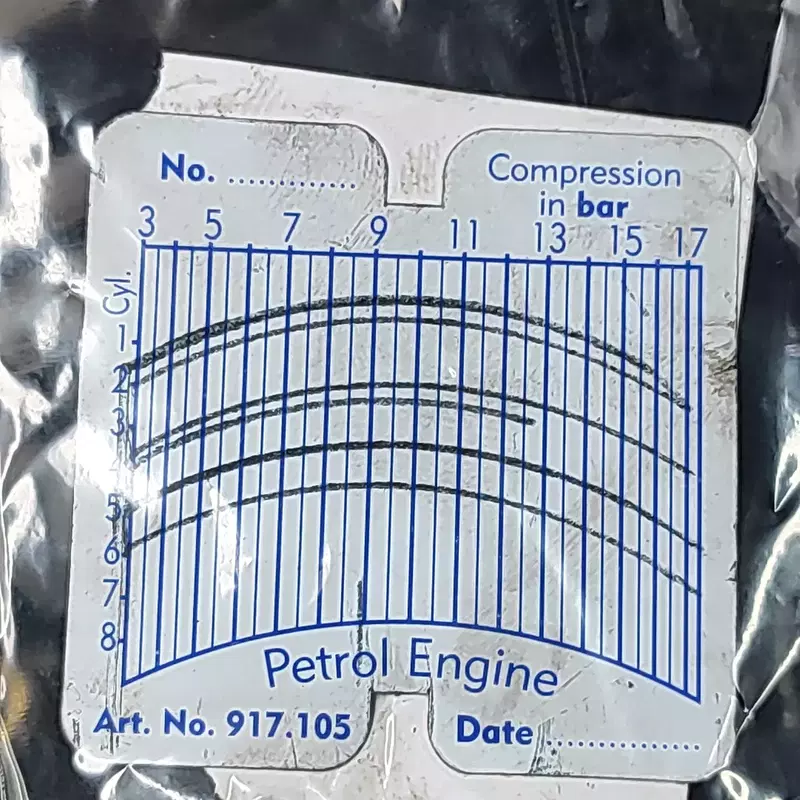 No. .............
Compression
in bar
3 5 7 9 11 13 15 17
Cyl.
1
2
3
5
6
7
8
Petrol Engine
Art. No. 917.105
Date ................